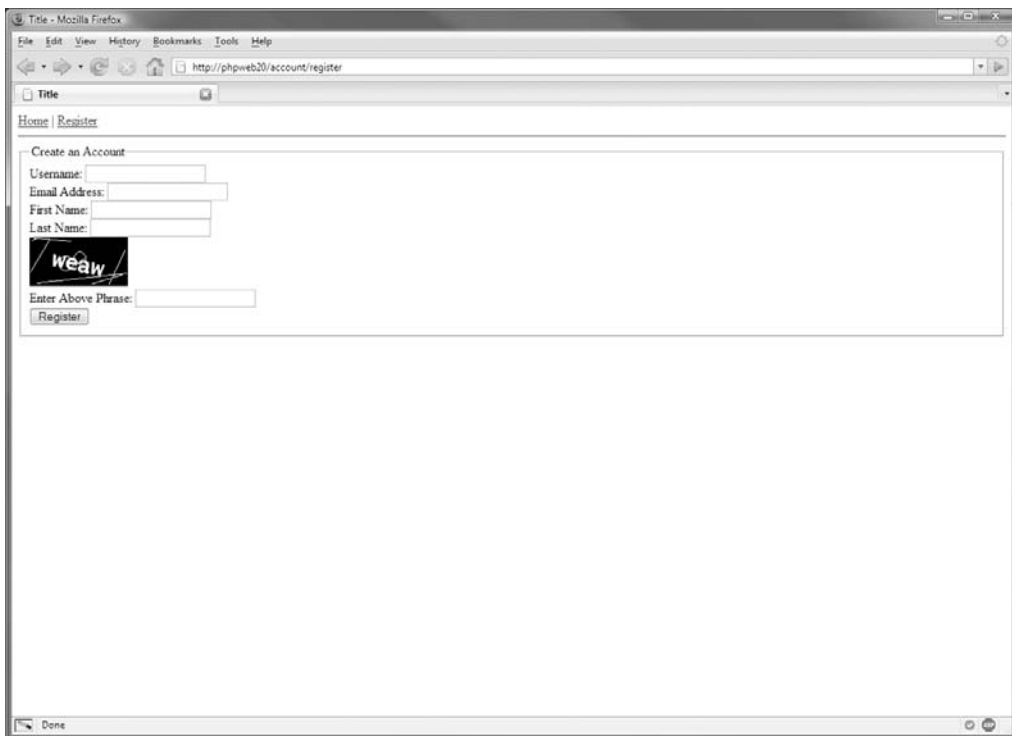 Title - Mozilla Firefox
File Edit View History Bookmarks Tools Help
http://phpweb20/account/register
Title
Home | Register
Create an Account
Username:
Email Address:
First Name:
Last Name:
weaw
Enter Above Phrase:
Register
Done
ABP